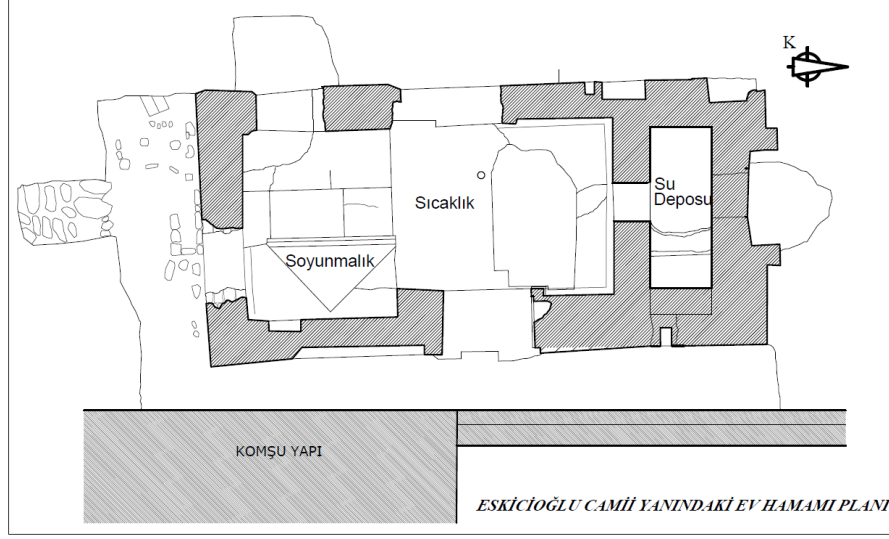 K
Su
Deposu
Sıcaklık
Soyunmalık
KOMŞU YAPI
ESKİCİOĞLU CAMİİ YANINDAKİ EV HAMAMI PLANI